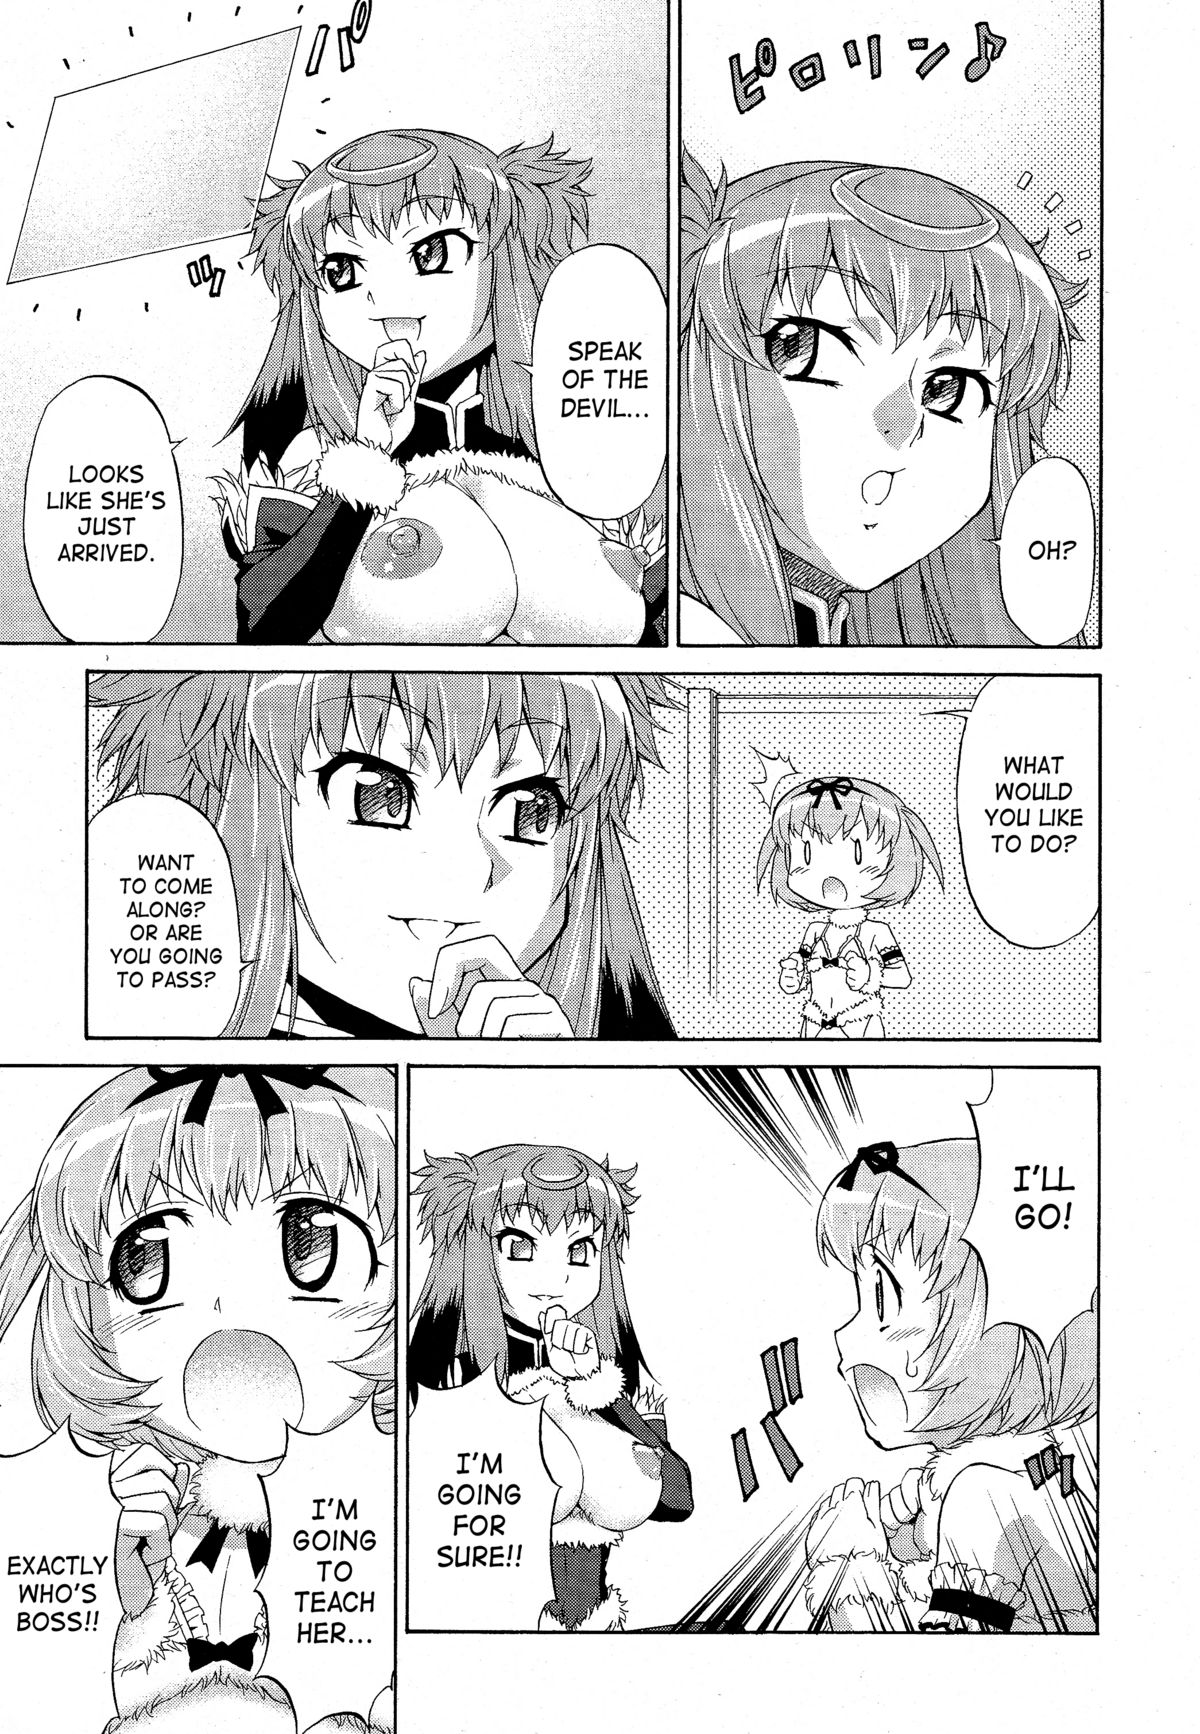 ピロリン♪
OH?
パ
SPEAK
OF THE
DEVIL...
LOOKS
LIKE SHE'S
JUST
ARRIVED.
WHAT
WOULD
YOU LIKE
TO DO?
WANT
TO COME
ALONG?
OR ARE
YOU GOING
TO PASS?
I'LL
GO!
I'M
GOING
FOR
SURE!!
I'M
GOING
TO
TEACH
HER...
EXACTLY
WHO'S
BOSS!!